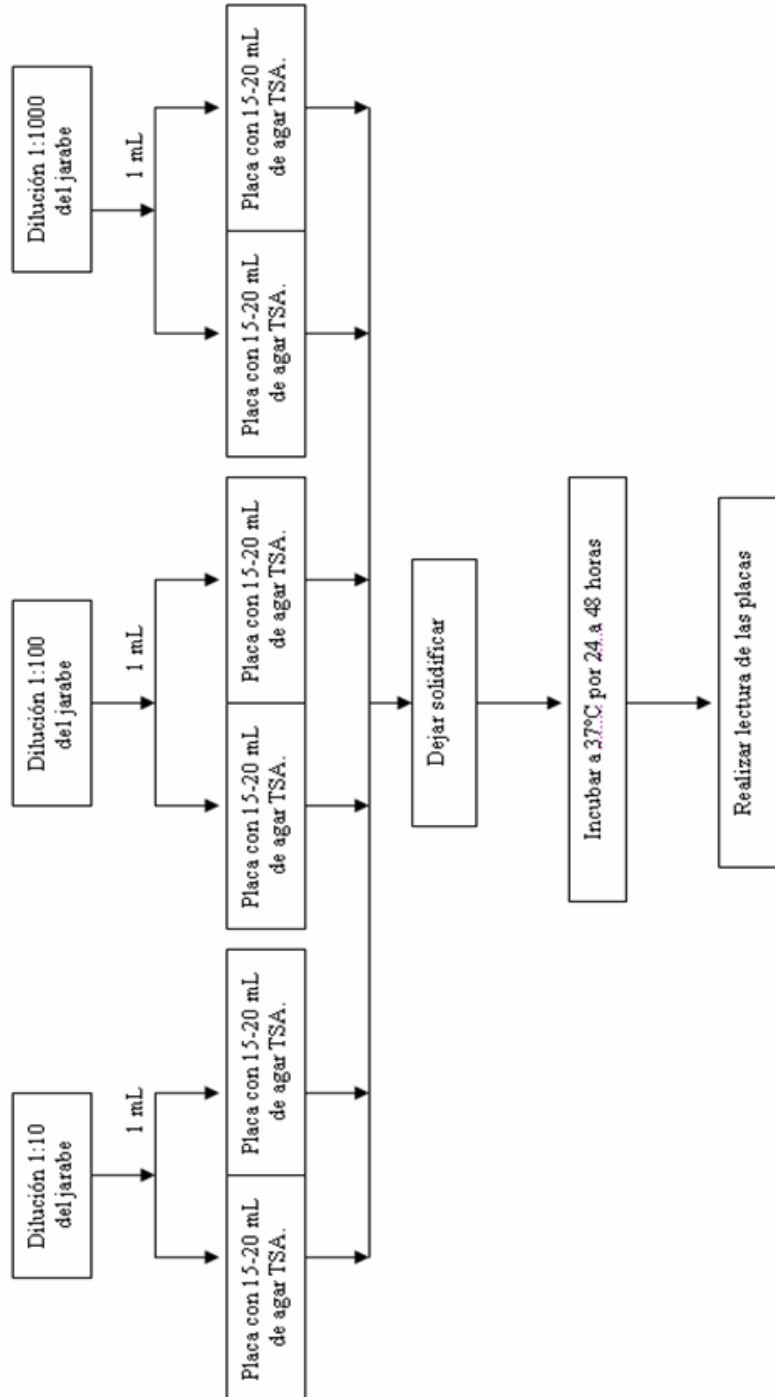 Dilución 1:10
del jarabe
1 mL
Placa con 15-20 mL
de agar TSA.
Placa con 15-20 mL
de agar TSA.
Dilución 1:100
del jarabe
1 mL
Placa con 15-20 mL
de agar TSA.
Placa con 15-20 mL
de agar TSA.
Dilución 1:1000
del jarabe
1 mL
Placa con 15-20 mL
de agar TSA.
Placa con 15-20 mL
de agar TSA.
Dejar solidificar
Incubar a 37°C por 24 a 48 horas
Realizar lectura de las placas